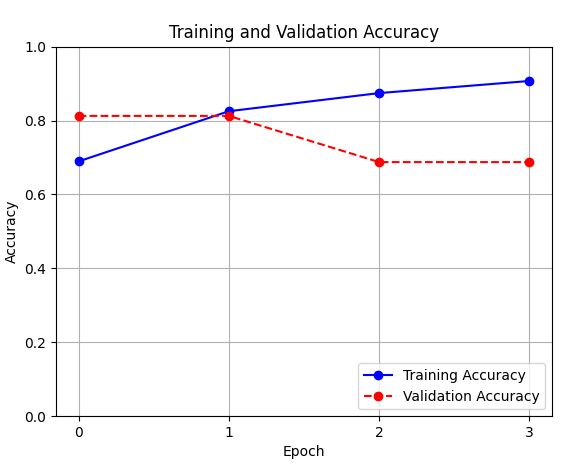 Training and Validation Accuracy
1.0
0.8
0.6
0.4
0.2
0.0
Accuracy
0 1 2 3
Epoch
Training Accuracy
Validation Accuracy